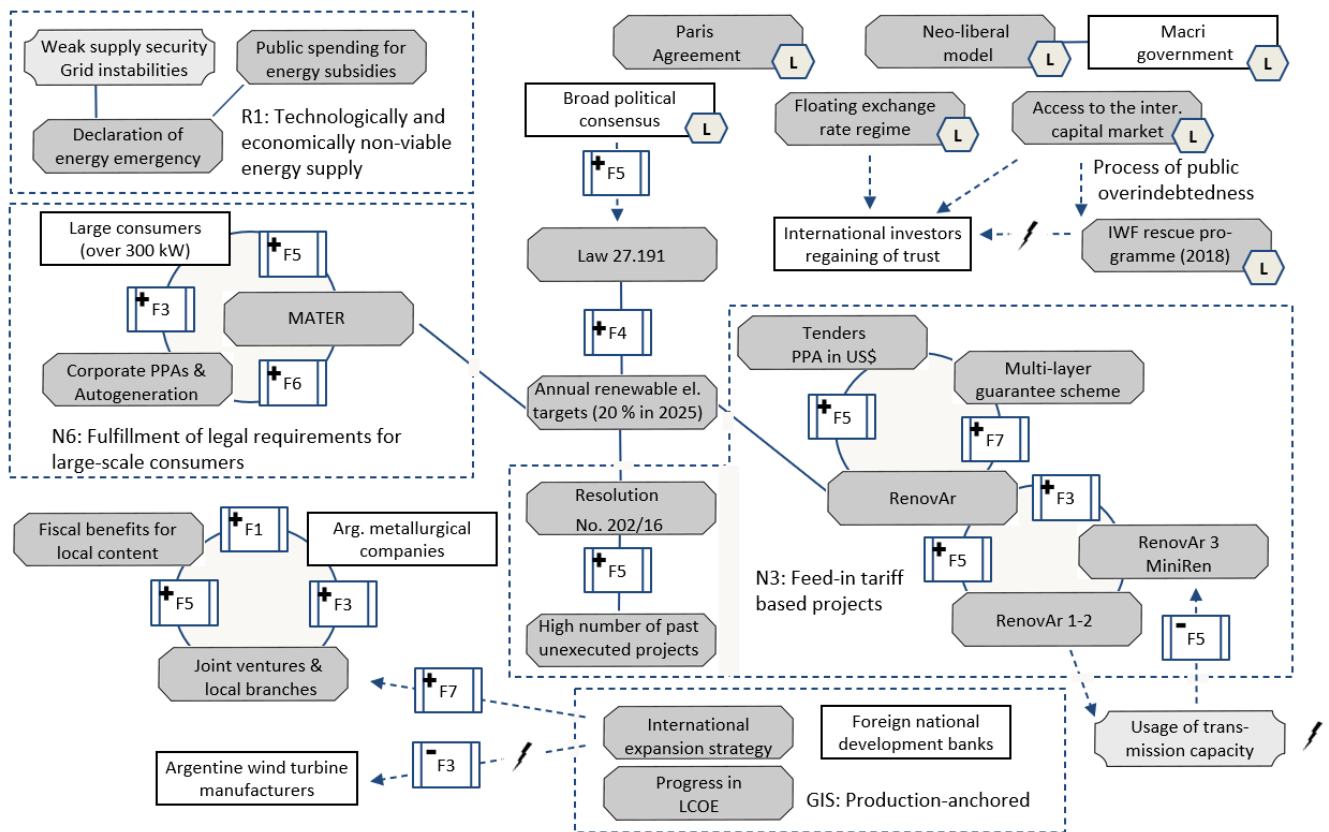 Weak supply security
Grid instabilities
Public spending for
energy subsidies
Declaration of
energy emergency
R1: Technologically and
economically non-viable
energy supply
Paris
Agreement
L
Neo-liberal
model
L
Macri
government
L
Broad political
consensus
L
Floating exchange
rate regime
L
Access to the inter.
capital market
L
Process of public
overindebtedness
+
F5
International investors
regaining of trust
IWF rescue pro-
gramme (2018)
L
Law 27.191
+
F4
Annual renewable el.
targets (20 % in 2025)
Large consumers
(over 300 kW)
+
F5
+
F3
MATER
Corporate PPAs &
Autogeneration
+
F6
N6: Fulfillment of legal requirements for
large-scale consumers
Tenders
PPA in US$
Multi-layer
guarantee scheme
+
F5
+
F7
RenovAr
+
F3
+
F5
RenovAr 3
MiniRen
RenovAr 1-2
N3: Feed-in tariff
based projects
-
F5
Usage of trans-
mission capacity
Resolution
No. 202/16
+
F5
High number of past
unexecuted projects
Fiscal benefits for
local content
+
F1
Arg. metallurgical
companies
+
F5
+
F3
Joint ventures &
local branches
+
F7
-
F3
Argentine wind turbine
manufacturers
International
expansion strategy
Foreign national
development banks
Progress in
LCOE
GIS: Production-anchored